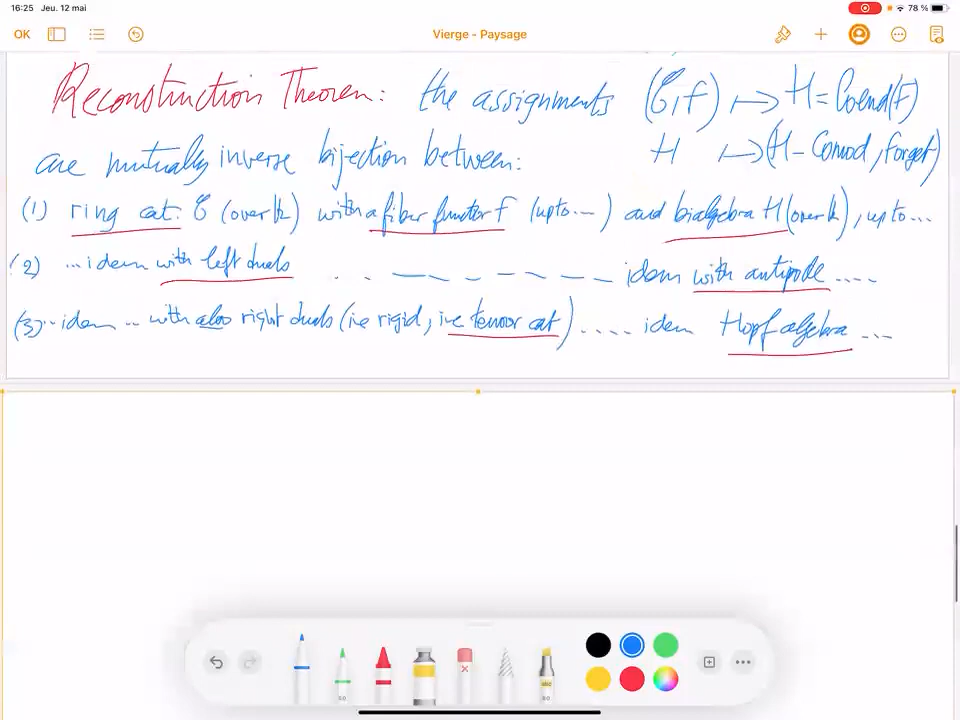 16:25 Jeu. 12 mai
78 %
OK
Vierge - Paysage
Reconstruction Theorem: the assignments (C, F) ↦ H = Coend(F)
are mutually inverse bijection between: H ↦ (H - Comod, forget)
(1) ring cat. C (over k) with a fiber functor F (up to ...) and bialgebra H (over k), up to ...
(2) ... idem with left duals .. — — — — — — — idem with antipode ....
(3) .. idem .. with also right duals (ie rigid, ie tensor cat) ..... idem Hopf algebra ...